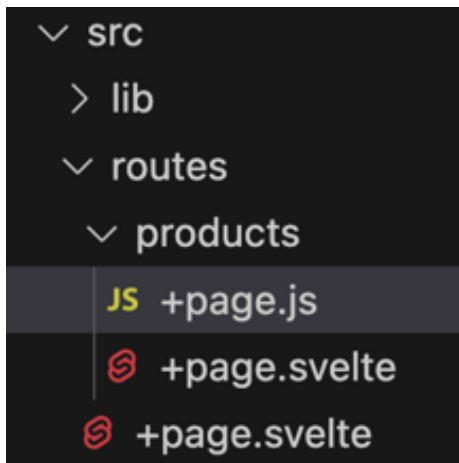 src
lib
routes
products
JS +page.js
+page.svelte
+page.svelte